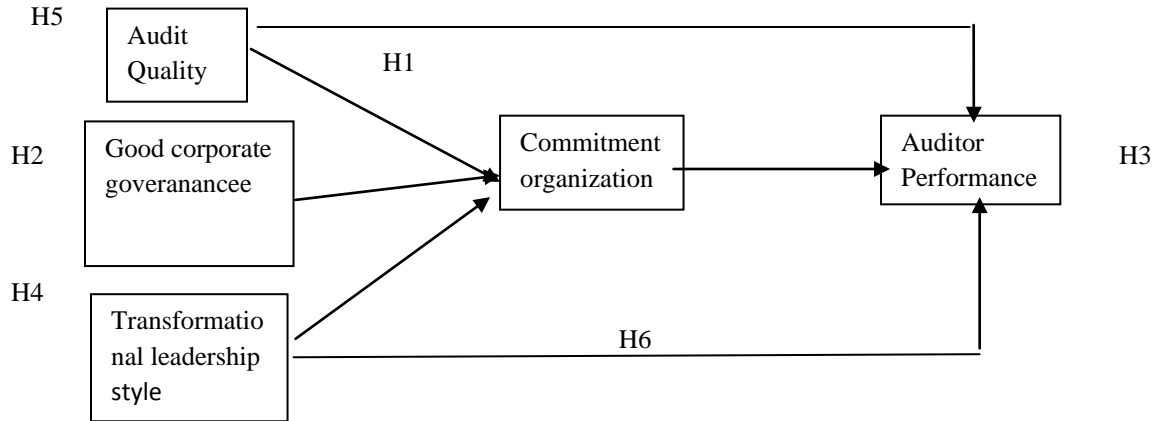 H5
Audit
Quality
H1
H2
Good corporate
goveranancee
Commitment
organization
Auditor
Performance
H3
H4
Transformatio
nal leadership
style
H6